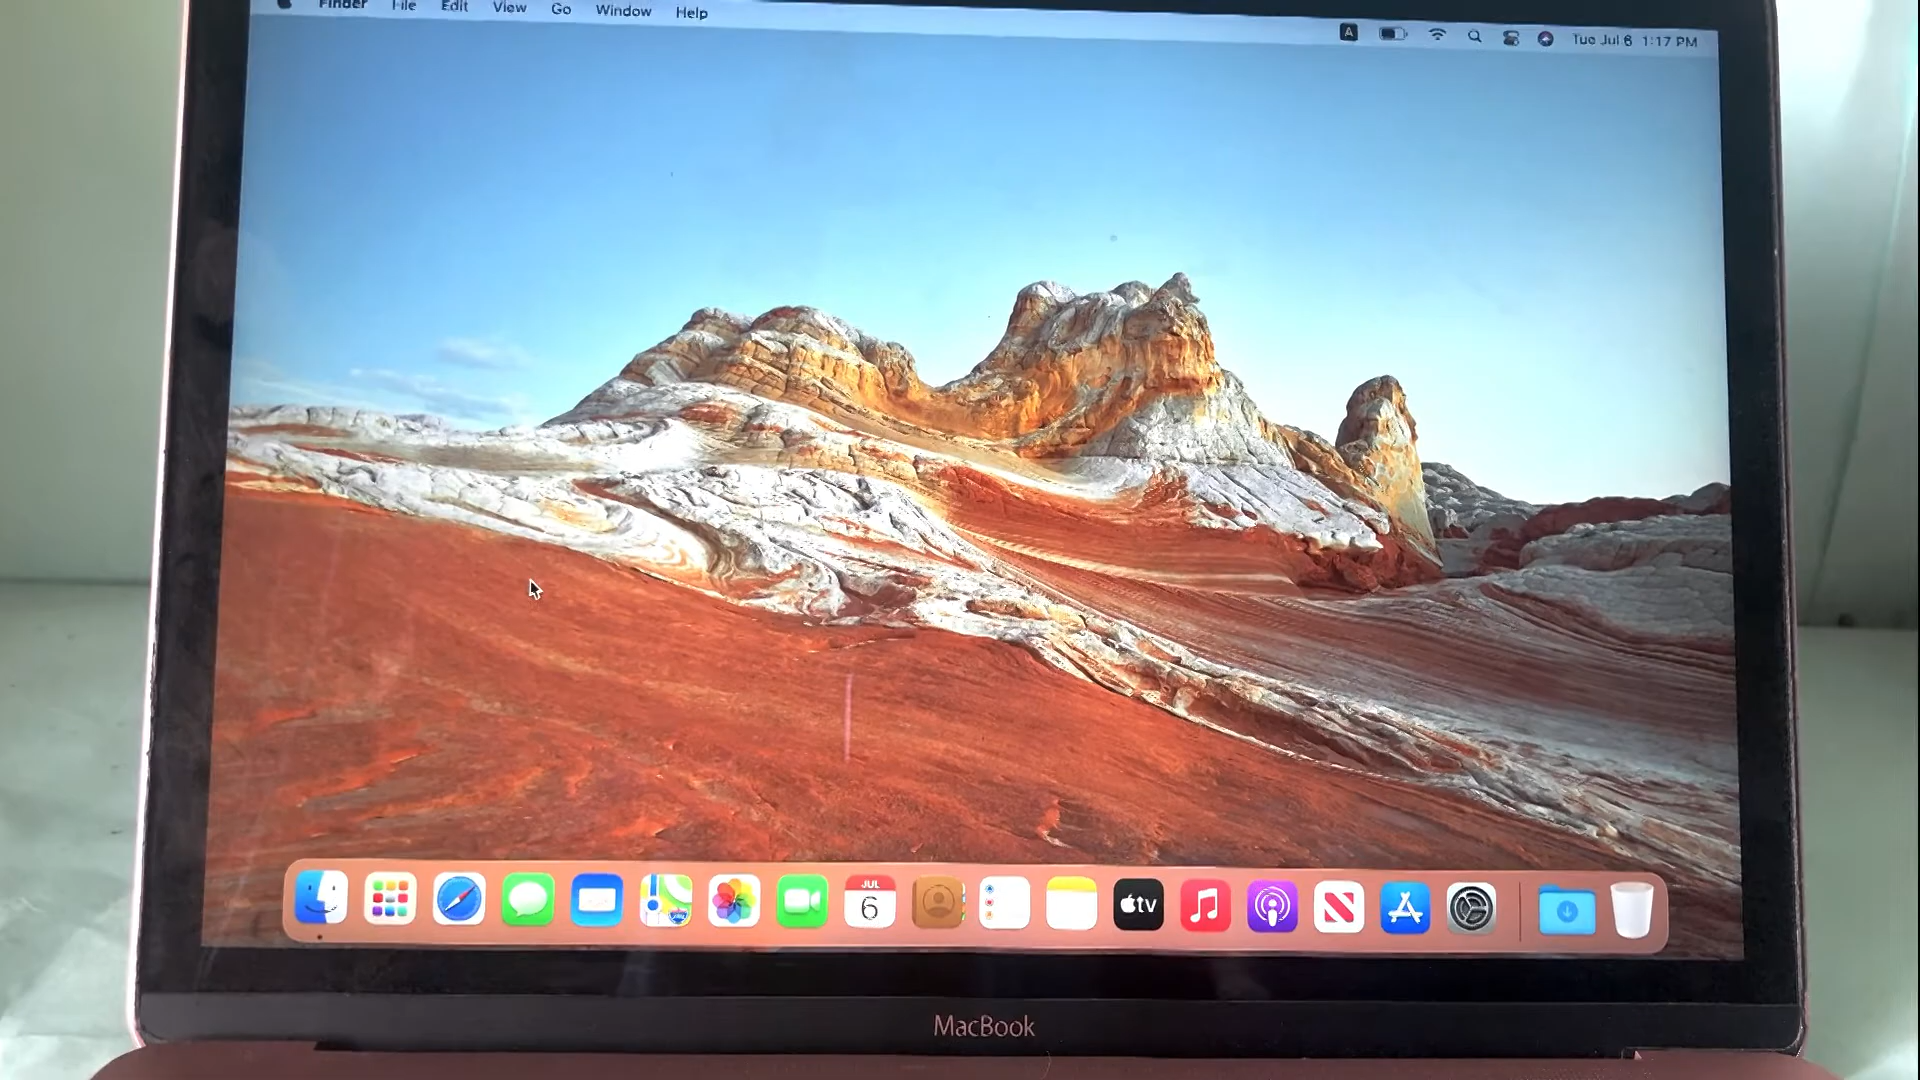 Finder File Edit View Go Window Help
A Tue Jul 6 1:17 PM
JUL
6
tv
MacBook